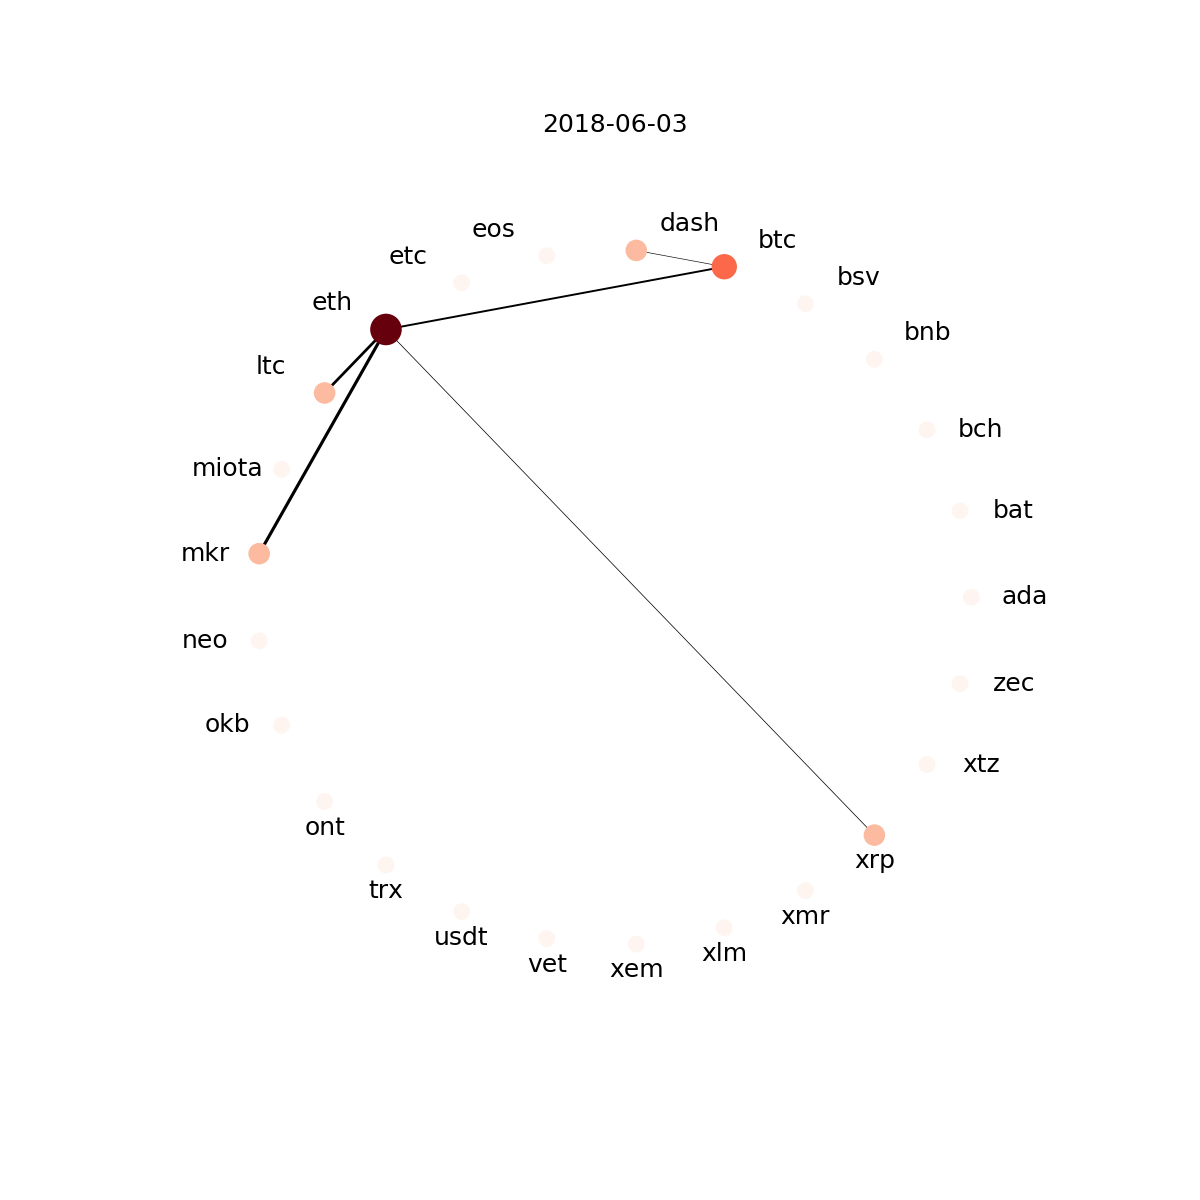 2018-06-03
dash
eos
btc
etc
bsv
eth
bnb
ltc
bch
miota
bat
mkr
ada
neo
zec
okb
xtz
ont
xrp
trx
xmr
usdt
xlm
vet
xem